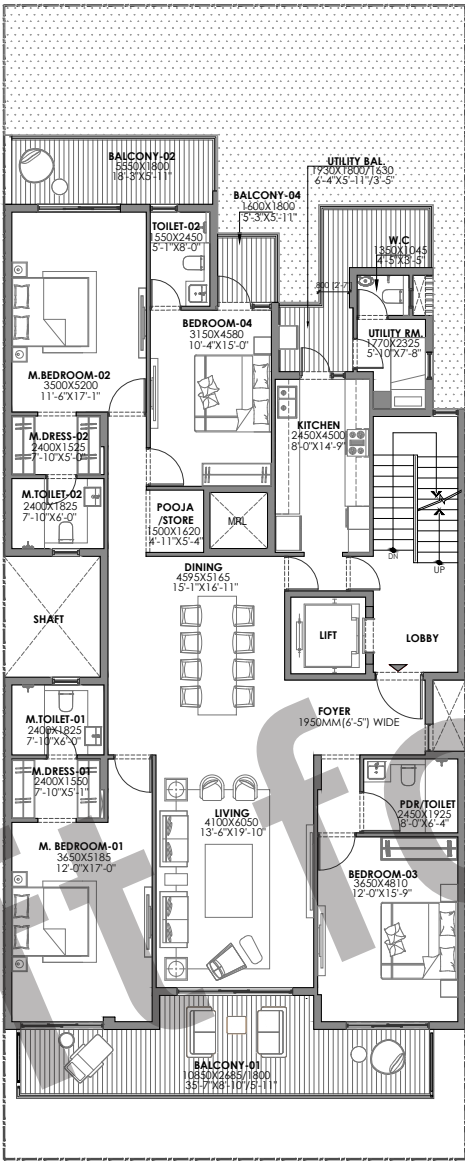 BALCONY-02
5550X1800
18'-3"X5'-11"
UTILITY BAL.
1930X1800/1630
6'-4"X5'-11"/3'-5"
BALCONY-04
1600X1800
5'-3"X5'-11"
TOILET-02
1550X2450
5'-1"X8'-0"
W.C
1350X1045
4'-5"X3'-5"
800 (2'-7")
BEDROOM-04
3150X4580
10'-4"X15'-0"
UTILITY RM.
1770X2325
5'-10"X7'-8"
M.BEDROOM-02
3500X5200
11'-6"X17'-1"
KITCHEN
2450X4500
8'-0"X14'-9"
M.DRESS-02
2400X1525
7'-10"X5'-0"
M.TOILET-02
2400X1825
7'-10"X6'-0"
POOJA
/STORE
1500X1620
4'-11"X5'-4"
MRL
DN
UP
DINING
4595X5165
15'-1"X16'-11"
SHAFT
LIFT
LOBBY
M.TOILET-01
2400X1825
7'-10"X6'-0"
FOYER
1950MM(6'-5") WIDE
M.DRESS-01
2400X1550
7'-10"X5'-1"
PDR/TOILET
2450X1925
8'-0"X6'-4"
LIVING
4100X6050
13'-6"X19'-10"
M. BEDROOM-01
3650X5185
12'-0"X17'-0"
BEDROOM-03
3650X4810
12'-0"X15'-9"
ft fo
BALCONY-01
10850X2685/1800
35'-7"X8'-10"/5'-11"